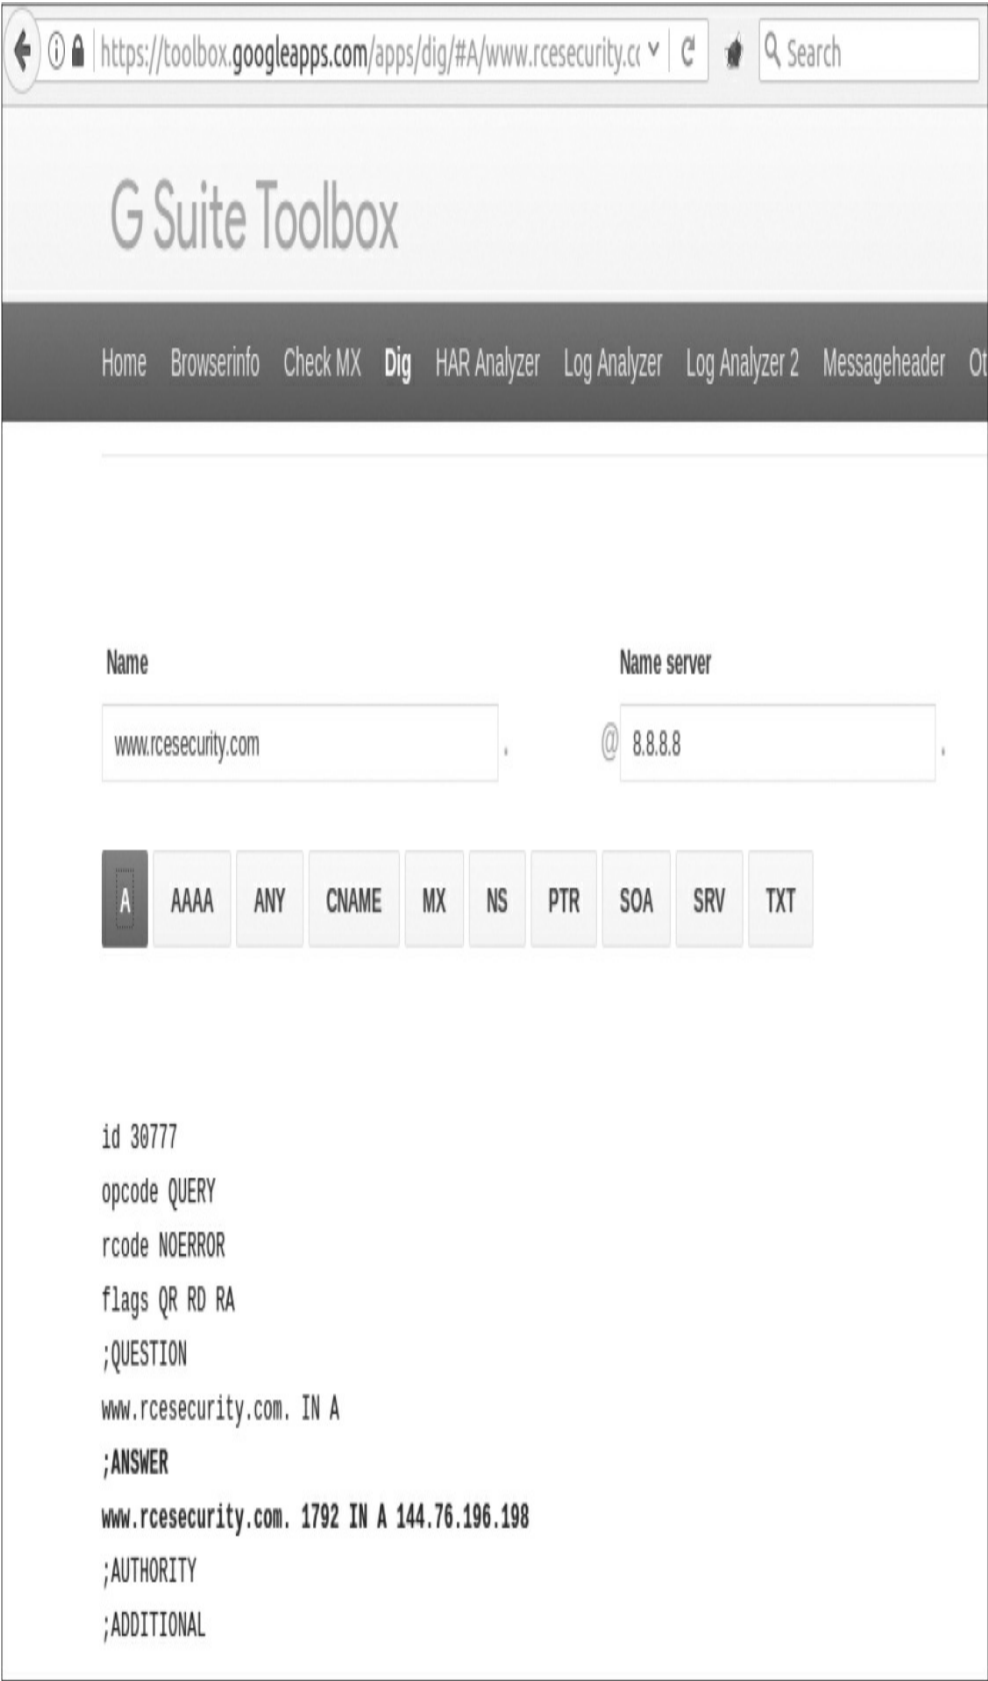 https://toolbox.googleapps.com/apps/dig/#A/www.rcesecurity.cc Search
G Suite Toolbox
Home Browserinfo Check MX Dig HAR Analyzer Log Analyzer Log Analyzer 2 Messageheader Ot
Name Name server
www.rcesecurity.com . @ 8.8.8.8 .
A AAAA ANY CNAME MX NS PTR SOA SRV TXT
id 30777
opcode QUERY
rcode NOERROR
flags QR RD RA
;QUESTION
www.rcesecurity.com. IN A
;ANSWER
www.rcesecurity.com. 1792 IN A 144.76.196.198
;AUTHORITY
;ADDITIONAL